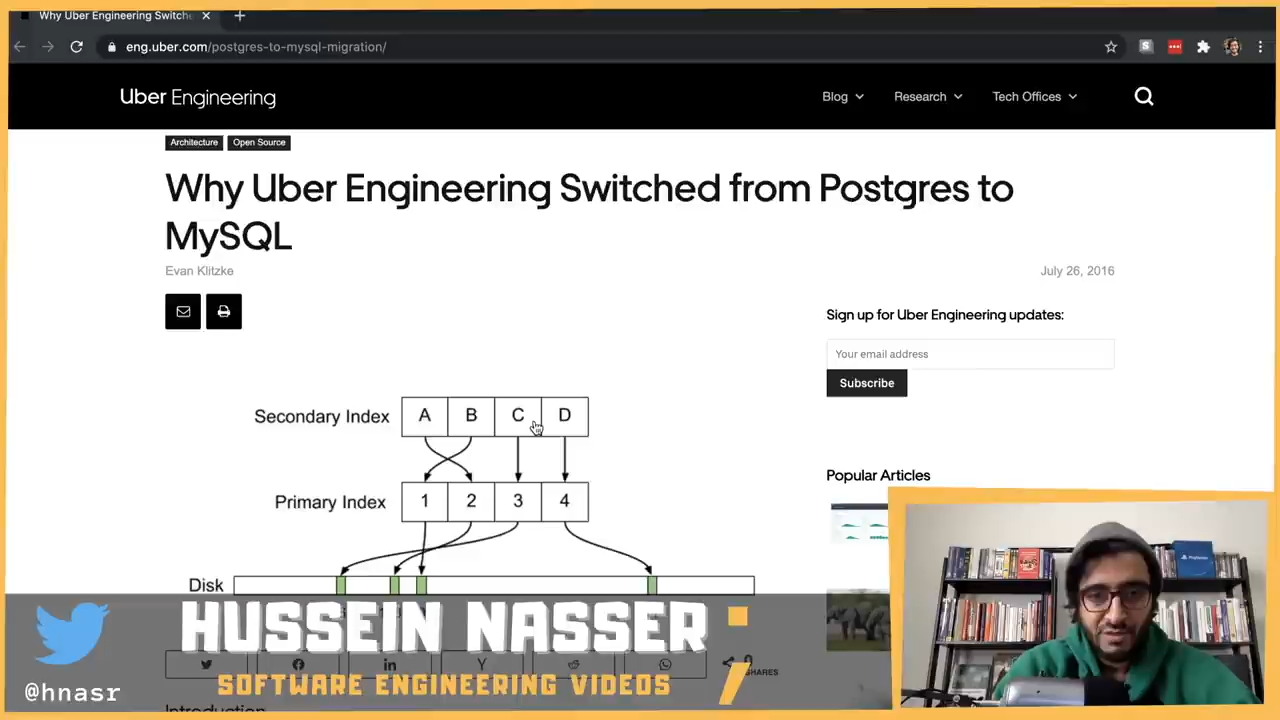 Why Uber Engineering Switche
eng.uber.com/postgres-to-mysql-migration/
Uber Engineering
Blog
Research
Tech Offices
Architecture
Open Source
Why Uber Engineering Switched from Postgres to
MySQL
Evan Klitzke
July 26, 2016
Sign up for Uber Engineering updates:
Your email address
Subscribe
Secondary Index
A
B
C
D
Primary Index
1
2
3
4
Disk
Popular Articles
HUSSEIN NASSER
SOFTWARE ENGINEERING VIDEOS
@hnasr
SHARES
Introduction